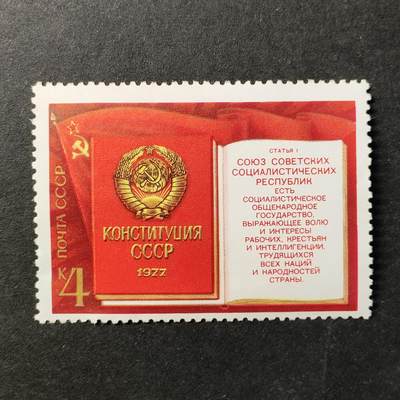 ПОЧТА СССР
К4
КОНСТИТУЦИЯ
СССР
1977
СТАТЬЯ 1
СОЮЗ СОВЕТСКИХ
СОЦИАЛИСТИЧЕСКИХ
РЕСПУБЛИК
ЕСТЬ
СОЦИАЛИСТИЧЕСКОЕ
ОБЩЕНАРОДНОЕ
ГОСУДАРСТВО,
ВЫРАЖАЮЩЕЕ ВОЛЮ
И ИНТЕРЕСЫ
РАБОЧИХ, КРЕСТЬЯН
И ИНТЕЛЛИГЕНЦИИ,
ТРУДЯЩИХСЯ
ВСЕХ НАЦИЙ
И НАРОДНОСТЕЙ
СТРАНЫ.